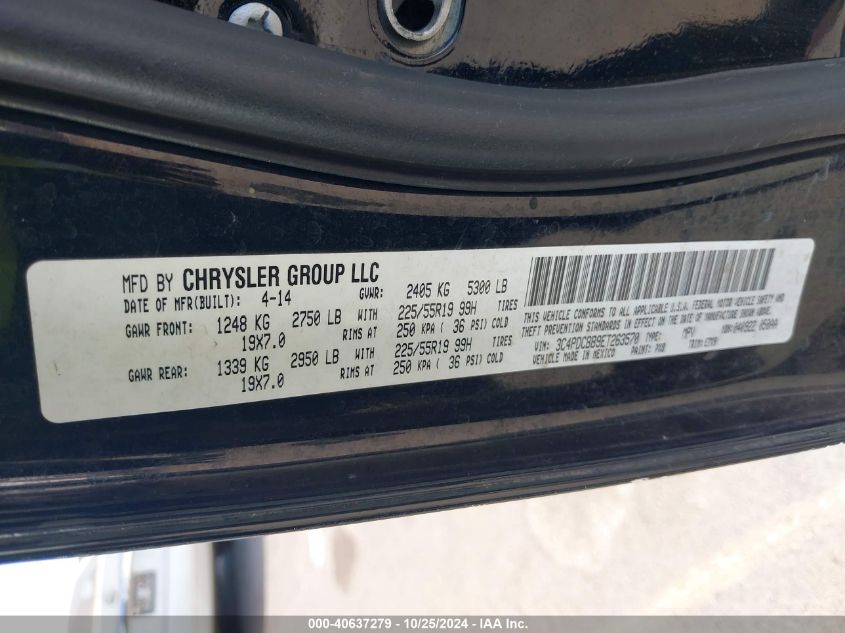 MFD BY CHRYSLER GROUP LLC
DATE OF MFR(BUILT): 4-14 GVWR: 2405 KG 5300 LB
GAWR FRONT: 1248 KG 2750 LB WITH 225/55R19 99H TIRES
19X7.0 RIMS AT 250 KPA ( 36 PSI) COLD
GAWR REAR: 1339 KG 2950 LB WITH 225/55R19 99H TIRES
19X7.0 RIMS AT 250 KPA ( 36 PSI) COLD
THIS VEHICLE CONFORMS TO ALL APPLICABLE U.S.A. FEDERAL MOTOR VEHICLE SAFETY AND
THEFT PREVENTION STANDARDS IN EFFECT ON THE DATE OF MANUFACTURE SHOWN ABOVE.
VIN: 3C4PDCBB9ET263570 TYPE: MPV
VEHICLE MADE IN MEXICO PAINT:
000-40637279 - 10/25/2024 - IAA Inc.